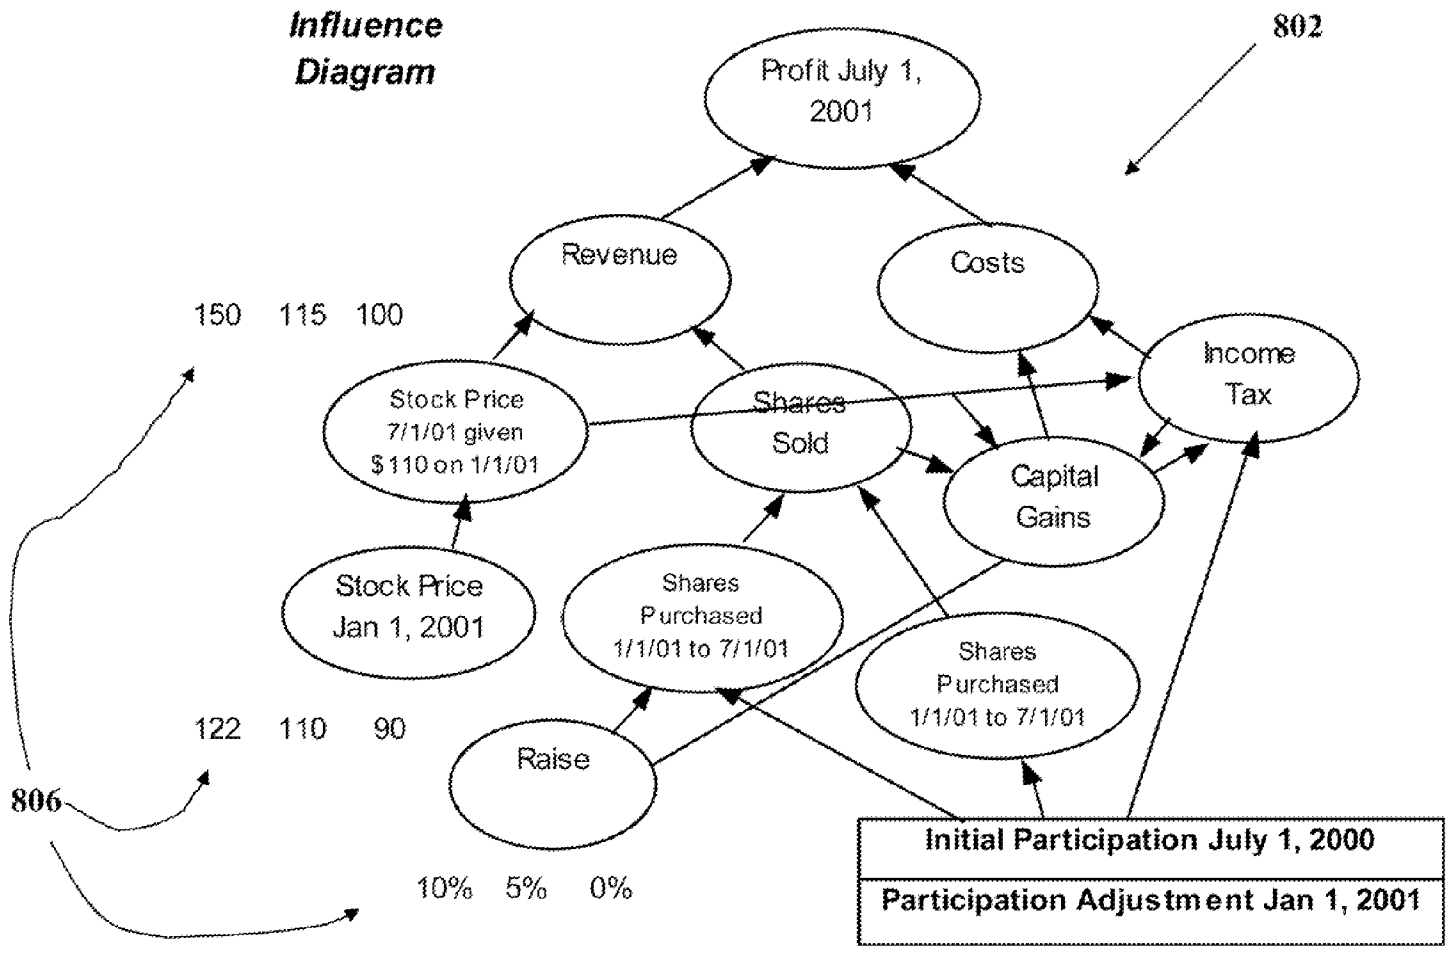 Influence
Diagram
802
Profit July 1,
2001
Revenue
Costs
150 115 100
Income
Tax
Stock Price
7/1/01 given
$110 on 1/1/01
Shares
Sold
Capital
Gains
Stock Price
Jan 1, 2001
Shares
Purchased
1/1/01 to 7/1/01
Shares
Purchased
1/1/01 to 7/1/01
122 110 90
Raise
806
Initial Participation July 1, 2000
10% 5% 0%
Participation Adjustment Jan 1, 2001